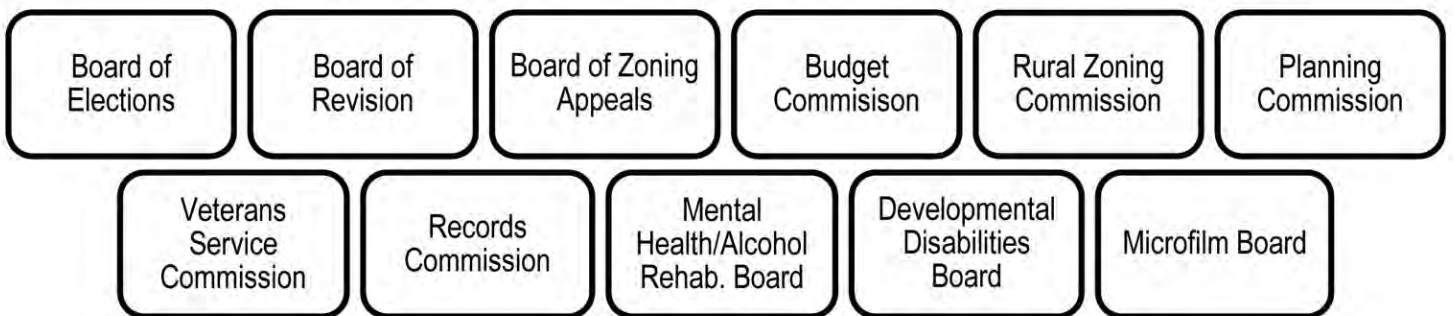 Board of
Elections
Board of
Revision
Board of Zoning
Appeals
Budget
Commisison
Rural Zoning
Commission
Planning
Commission
Veterans
Service
Commission
Records
Commission
Mental
Health/Alcohol
Rehab. Board
Developmental
Disabilities
Board
Microfilm Board